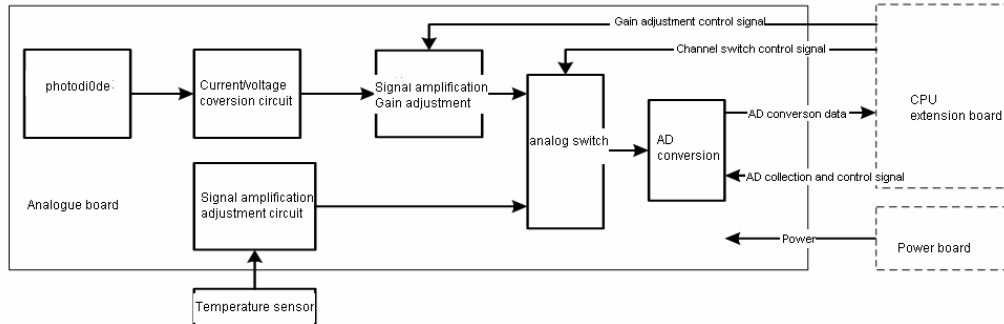 Gain adjustment control signal
Channel switch control signal
photodi0de:
Current/voltage
coversion circuit
Signal amplification
Gain adjustment
analog switch
AD
conversion
AD converson data
CPU
extension board
AD collection and control signal
Analogue board
Signal amplification
adjustment circuit
Power
Power board
Temperature sensor